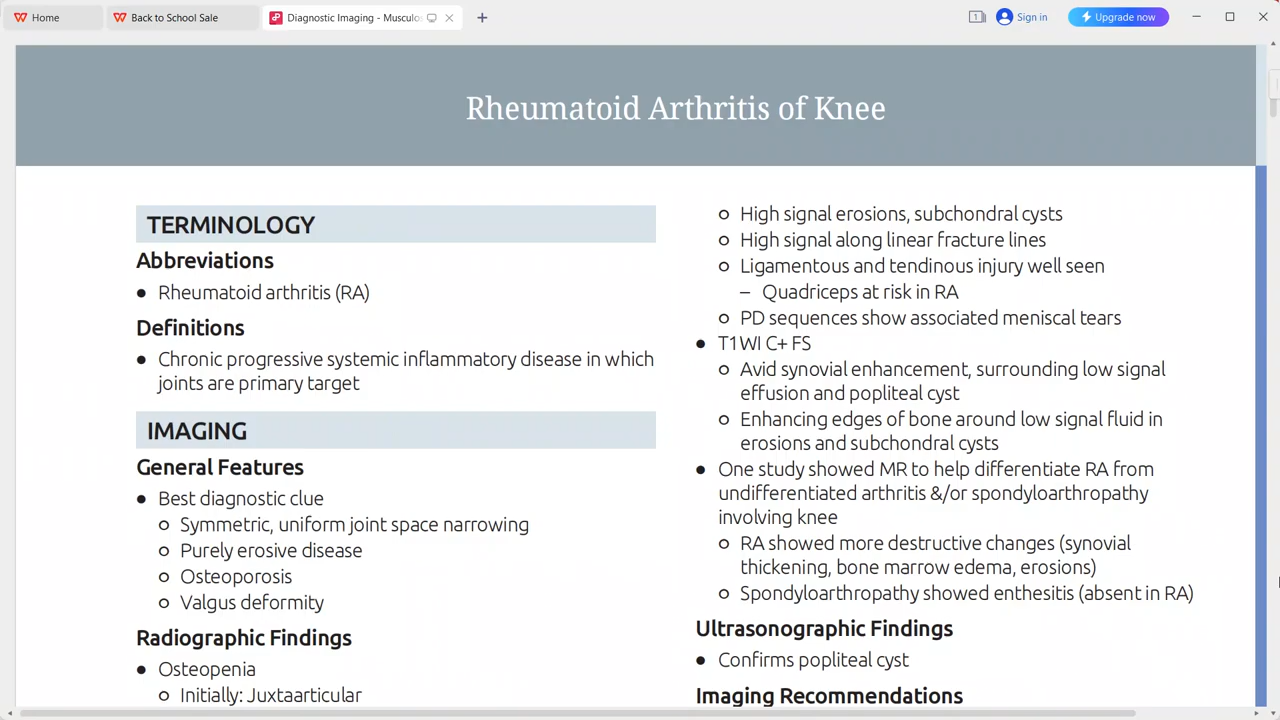 Home
Back to School Sale
Diagnostic Imaging - Musculo
1
Sign in
Upgrade now
Rheumatoid Arthritis of Knee
TERMINOLOGY
Abbreviations
● Rheumatoid arthritis (RA)
Definitions
● Chronic progressive systemic inflammatory disease in which
joints are primary target
IMAGING
General Features
● Best diagnostic clue
○ Symmetric, uniform joint space narrowing
○ Purely erosive disease
○ Osteoporosis
○ Valgus deformity
Radiographic Findings
● Osteopenia
○ Initially: Juxtaarticular
○ High signal erosions, subchondral cysts
○ High signal along linear fracture lines
○ Ligamentous and tendinous injury well seen
– Quadriceps at risk in RA
○ PD sequences show associated meniscal tears
● T1WI C+ FS
○ Avid synovial enhancement, surrounding low signal
effusion and popliteal cyst
○ Enhancing edges of bone around low signal fluid in
erosions and subchondral cysts
● One study showed MR to help differentiate RA from
undifferentiated arthritis &/or spondyloarthropathy
involving knee
○ RA showed more destructive changes (synovial
thickening, bone marrow edema, erosions)
○ Spondyloarthropathy showed enthesitis (absent in RA)
Ultrasonographic Findings
● Confirms popliteal cyst
Imaging Recommendations